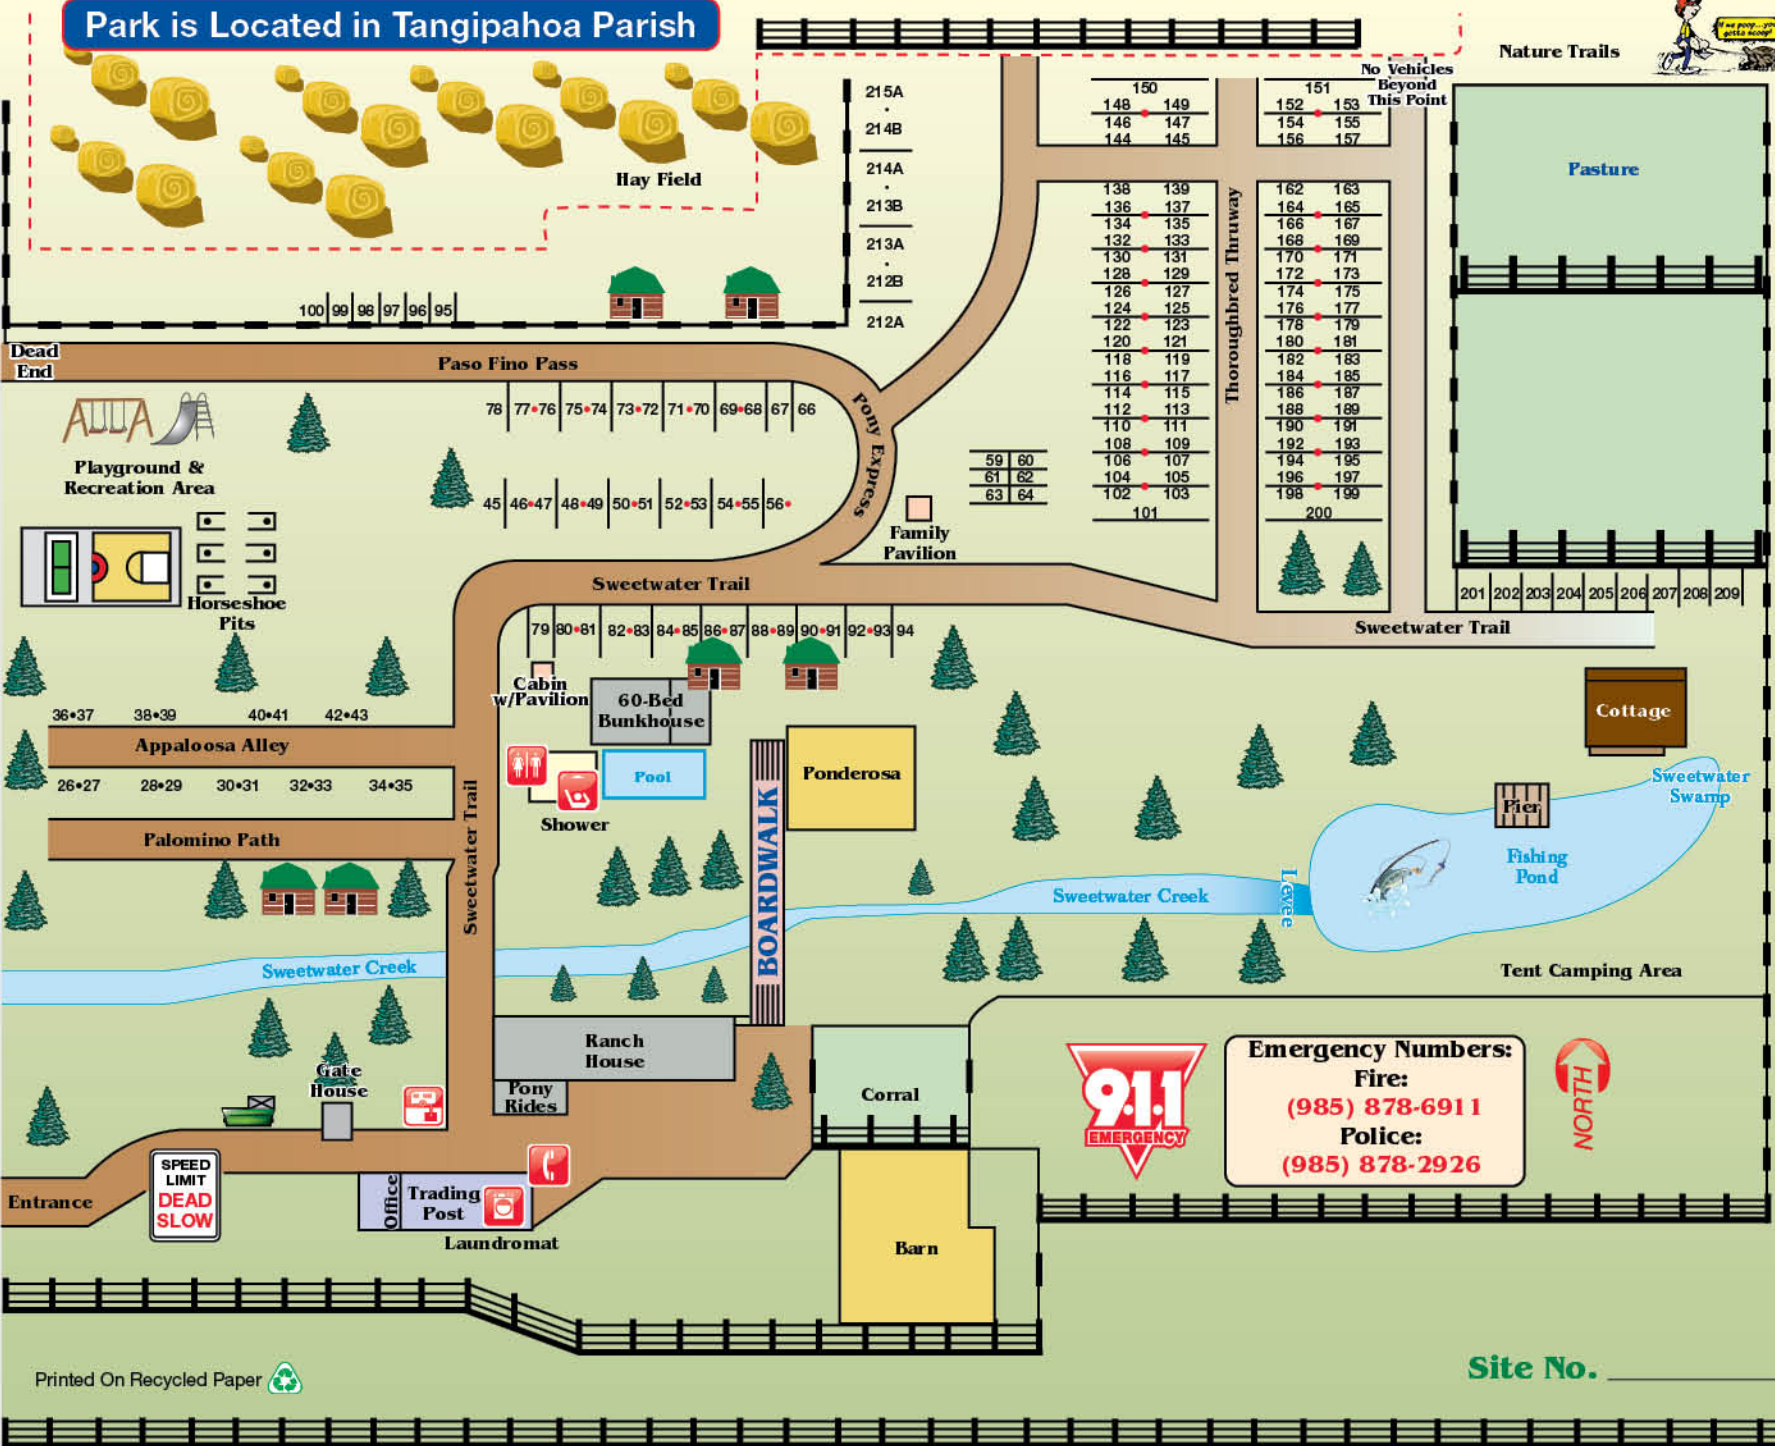 Park is Located in Tangipahoa Parish
Nature Trails
No Vehicles
Beyond
This Point
Hay Field
Pasture
215A
214B
214A
213B
213A
212B
212A
150
148 149
146 147
144 145
151
152 153
154 155
156 157
138 139
136 137
134 135
132 133
130 131
128 129
126 127
124 125
122 123
120 121
118 119
116 117
114 115
112 113
110 111
108 109
106 107
104 105
102 103
101
Thoroughbred Thruway
162 163
164 165
166 167
168 169
170 171
172 173
174 175
176 177
178 179
180 181
182 183
184 185
186 187
188 189
190 191
192 193
194 195
196 197
198 199
200
100 99 98 97 96 95
Dead
End
Paso Fino Pass
Pony Express
78 77•76 75•74 73•72 71•70 69•68 67 66
Playground &
Recreation Area
45 46•47 48•49 50•51 52•53 54•55 56•
59 60
61 62
63 64
Family
Pavilion
Horseshoe
Pits
Sweetwater Trail
201 202 203 204 205 206 207 208 209
Sweetwater Trail
79 80•81 82•83 84•85 86•87 88•89 90•91 92•93 94
Cabin
w/Pavilion
60-Bed
Bunkhouse
Cottage
36•37 38•39 40•41 42•43
Appaloosa Alley
26•27 28•29 30•31 32•33 34•35
Palomino Path
Sweetwater Trail
Pool
Shower
BOARDWALK
Ponderosa
Sweetwater
Swamp
Pier
Fishing
Pond
Levee
Sweetwater Creek
Sweetwater Creek
Tent Camping Area
Ranch
House
Pony
Rides
Gate
House
Corral
9·1·1
EMERGENCY
Emergency Numbers:
Fire:
(985) 878-6911
Police:
(985) 878-2926
NORTH
SPEED
LIMIT
DEAD
SLOW
Entrance
Office
Trading
Post
Laundromat
Barn
Printed On Recycled Paper
Site No.